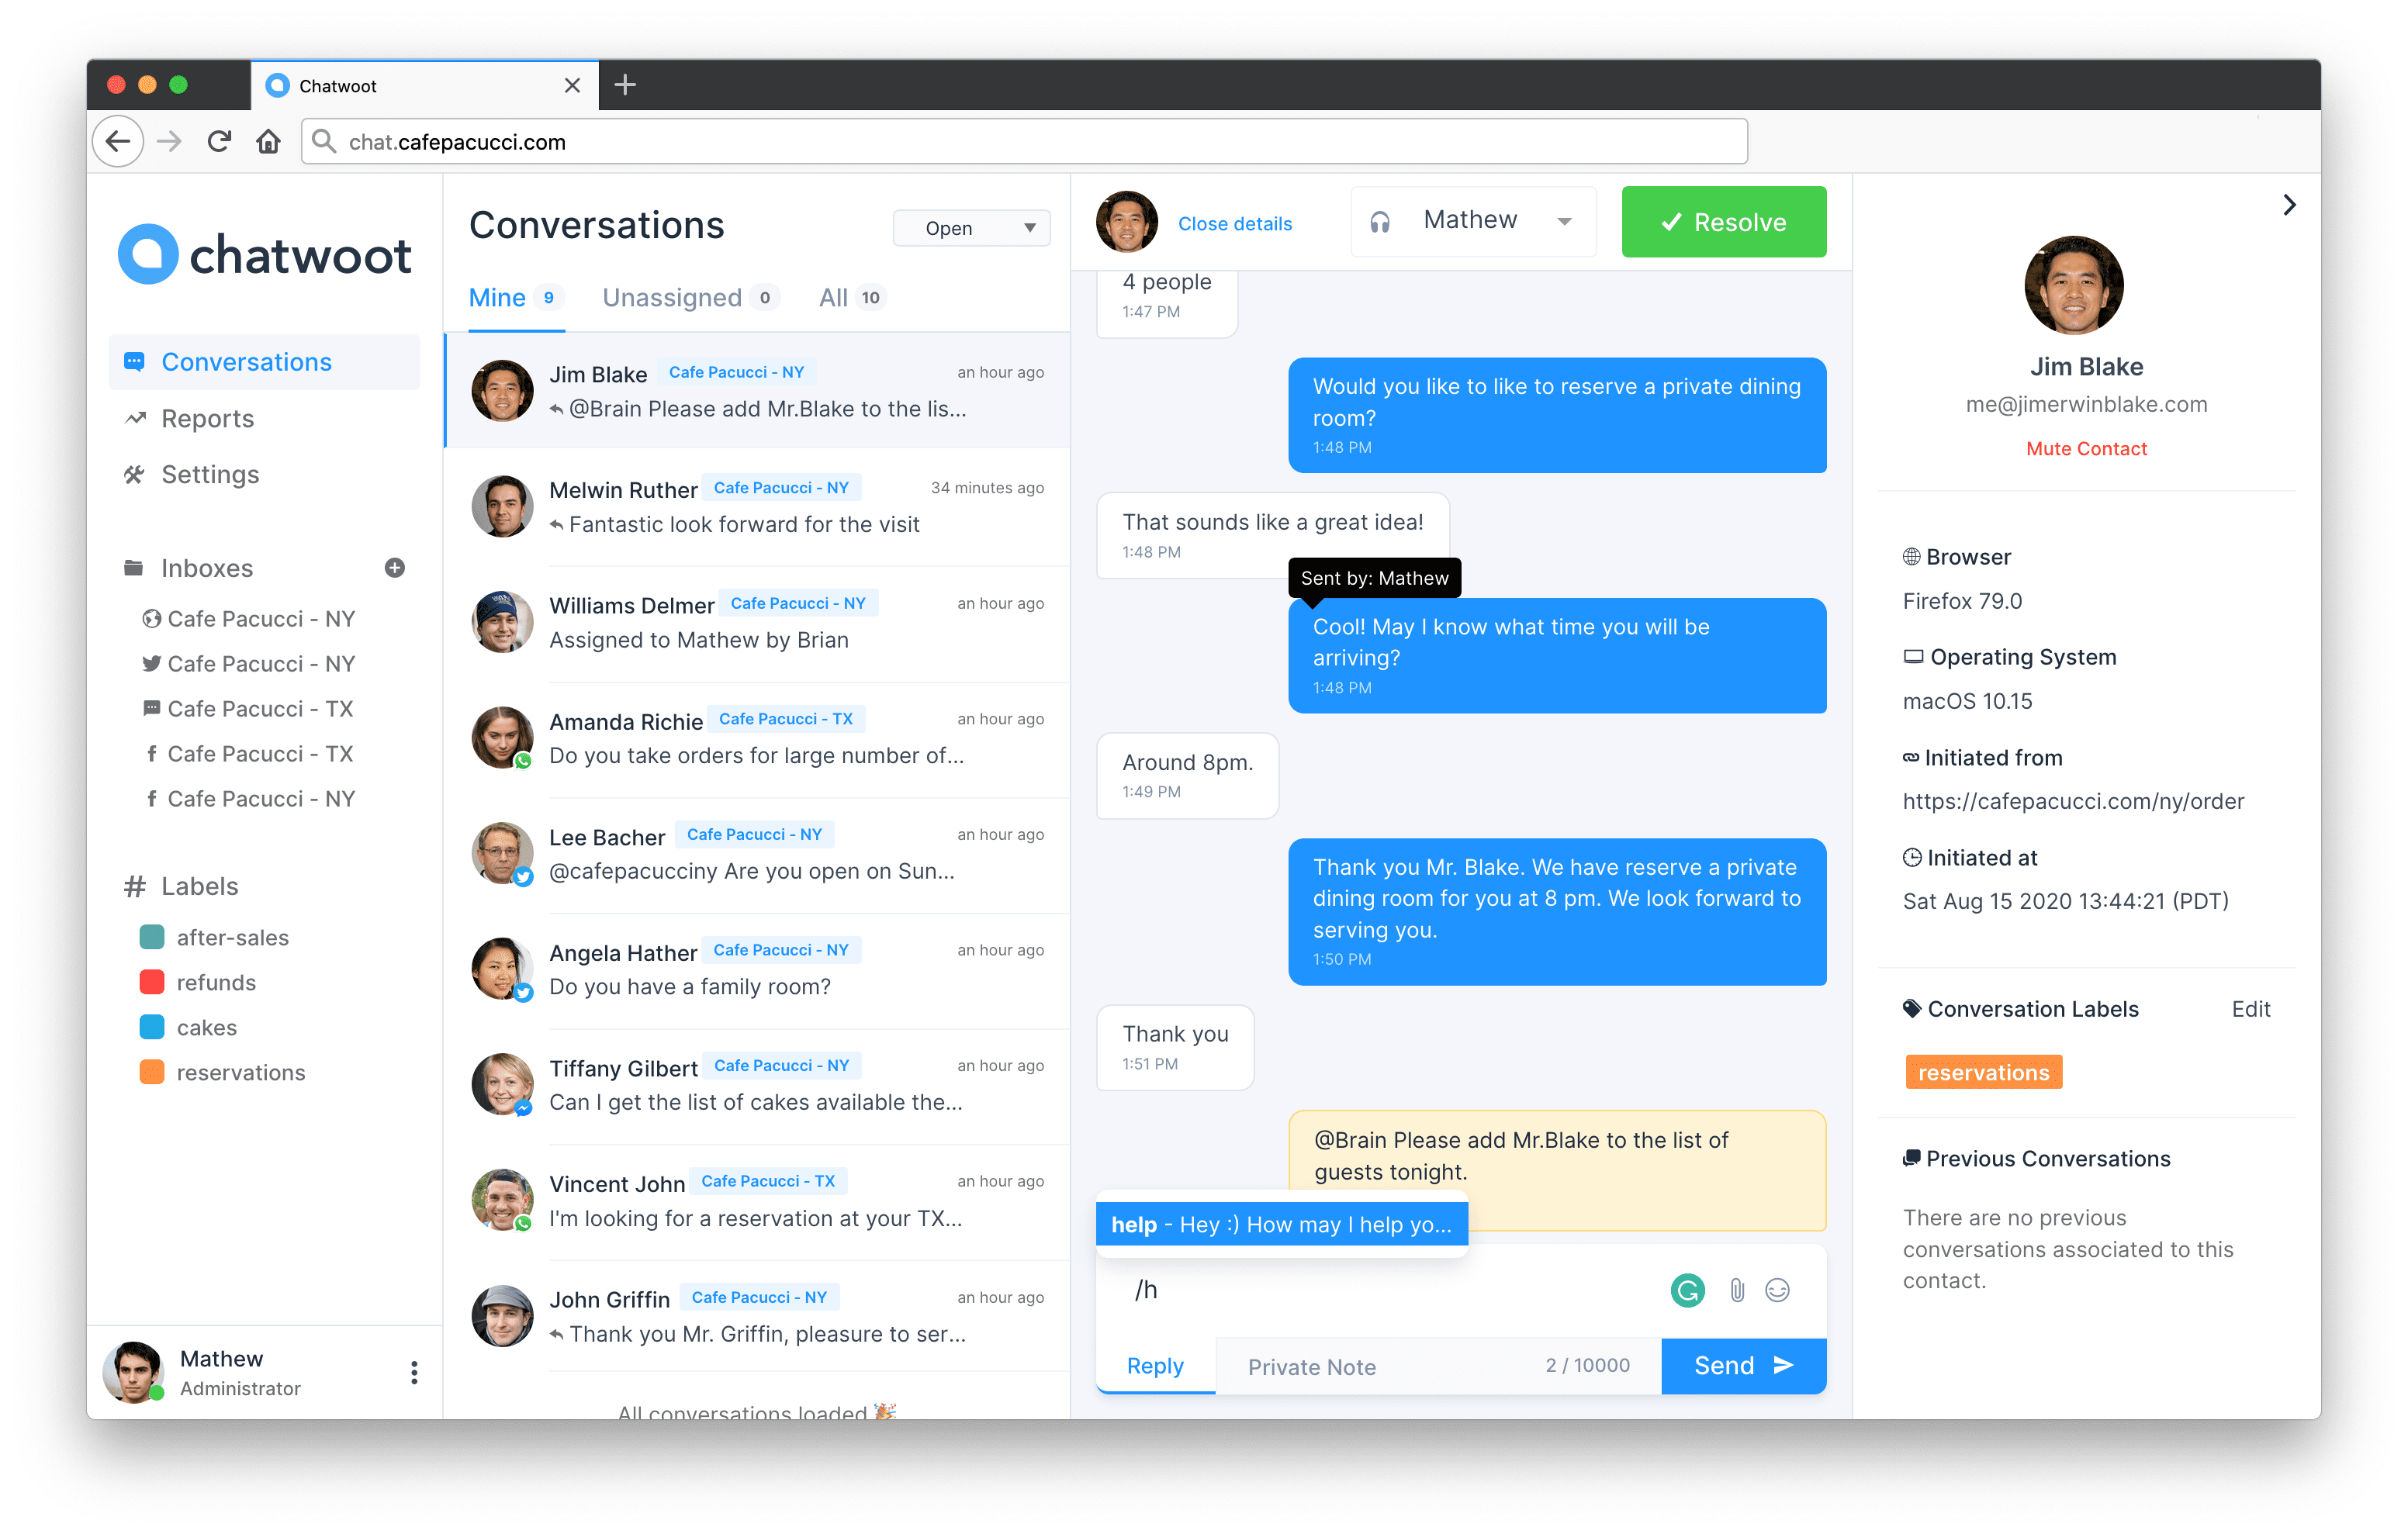 Chatwoot
chat.cafepacucci.com
chatwoot
Conversations
Reports
Settings
Inboxes
Cafe Pacucci - NY
Cafe Pacucci - NY
Cafe Pacucci - TX
Cafe Pacucci - TX
Cafe Pacucci - NY
Labels
after-sales
refunds
cakes
reservations
Mathew
Administrator
Conversations
Open
Mine 9
Unassigned 0
All 10
Jim Blake Cafe Pacucci - NY an hour ago
@Brain Please add Mr.Blake to the lis...
Melwin Ruther Cafe Pacucci - NY 34 minutes ago
Fantastic look forward for the visit
Williams Delmer Cafe Pacucci - NY an hour ago
Assigned to Mathew by Brian
Amanda Richie Cafe Pacucci - TX an hour ago
Do you take orders for large number of...
Lee Bacher Cafe Pacucci - NY an hour ago
@cafepacucciny Are you open on Sun...
Angela Hather Cafe Pacucci - NY an hour ago
Do you have a family room?
Tiffany Gilbert Cafe Pacucci - NY an hour ago
Can I get the list of cakes available the...
Vincent John Cafe Pacucci - TX an hour ago
I'm looking for a reservation at your TX...
John Griffin Cafe Pacucci - NY an hour ago
Thank you Mr. Griffin, pleasure to ser...
All conversations loaded 🎉
Close details
Mathew
Resolve
4 people
1:47 PM
Would you like to like to reserve a private dining
room?
1:48 PM
That sounds like a great idea!
1:48 PM
Sent by: Mathew
Cool! May I know what time you will be
arriving?
1:48 PM
Around 8pm.
1:49 PM
Thank you Mr. Blake. We have reserve a private
dining room for you at 8 pm. We look forward to
serving you.
1:50 PM
Thank you
1:51 PM
@Brain Please add Mr.Blake to the list of
guests tonight.
help - Hey :) How may I help yo...
/h
Reply
Private Note
2 / 10000
Send
Jim Blake
me@jimerwinblake.com
Mute Contact
Browser
Firefox 79.0
Operating System
macOS 10.15
Initiated from
https://cafepacucci.com/ny/order
Initiated at
Sat Aug 15 2020 13:44:21 (PDT)
Conversation Labels
Edit
reservations
Previous Conversations
There are no previous
conversations associated to this
contact.